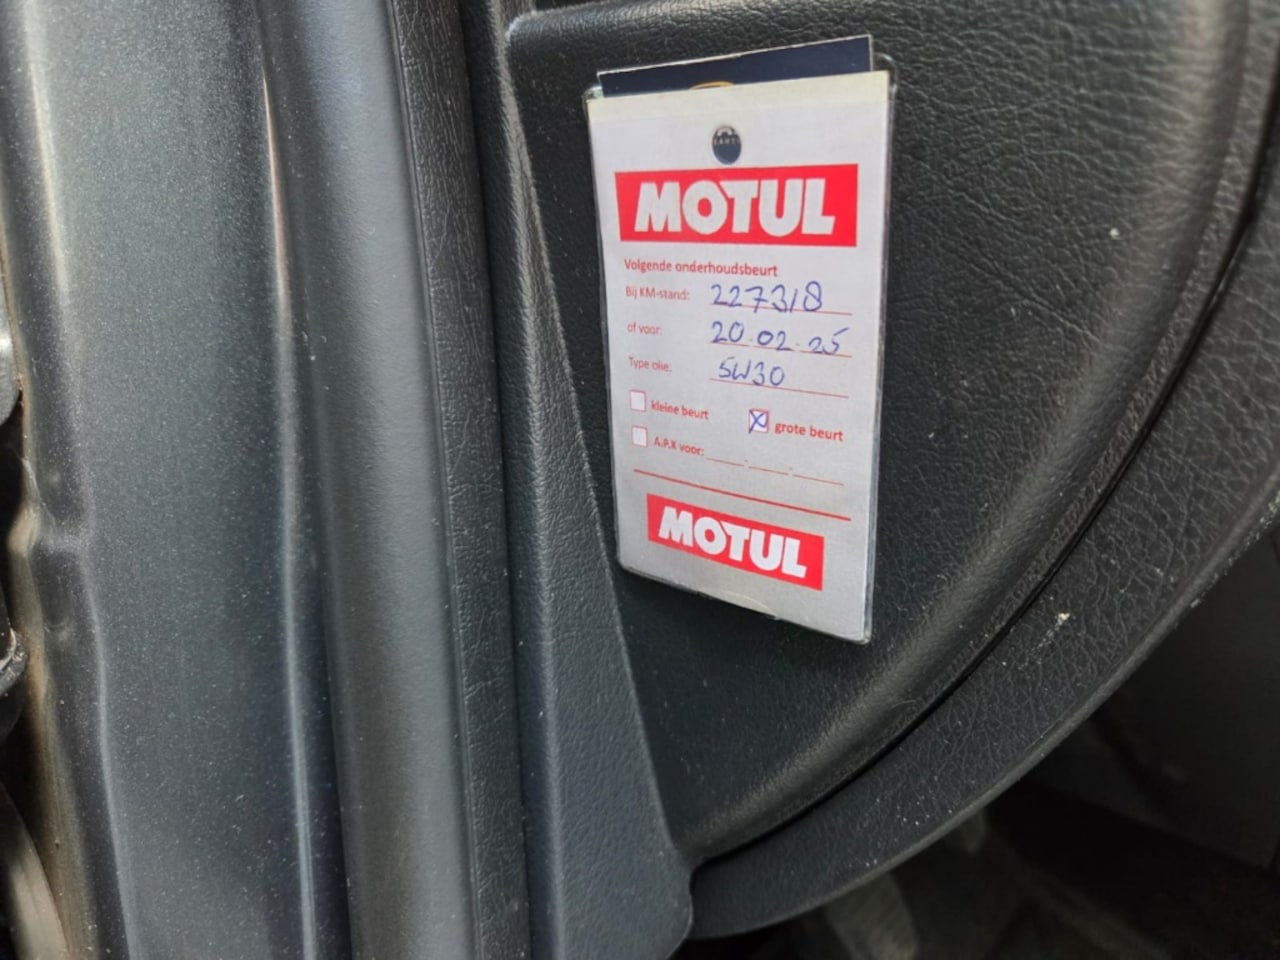 MOTUL
Volgende onderhoudsbeurt
Bij KM-stand: 227318
of voor: 20.02.25
Type olie: 5W30
kleine beurt grote beurt
A.P.K voor:
MOTUL